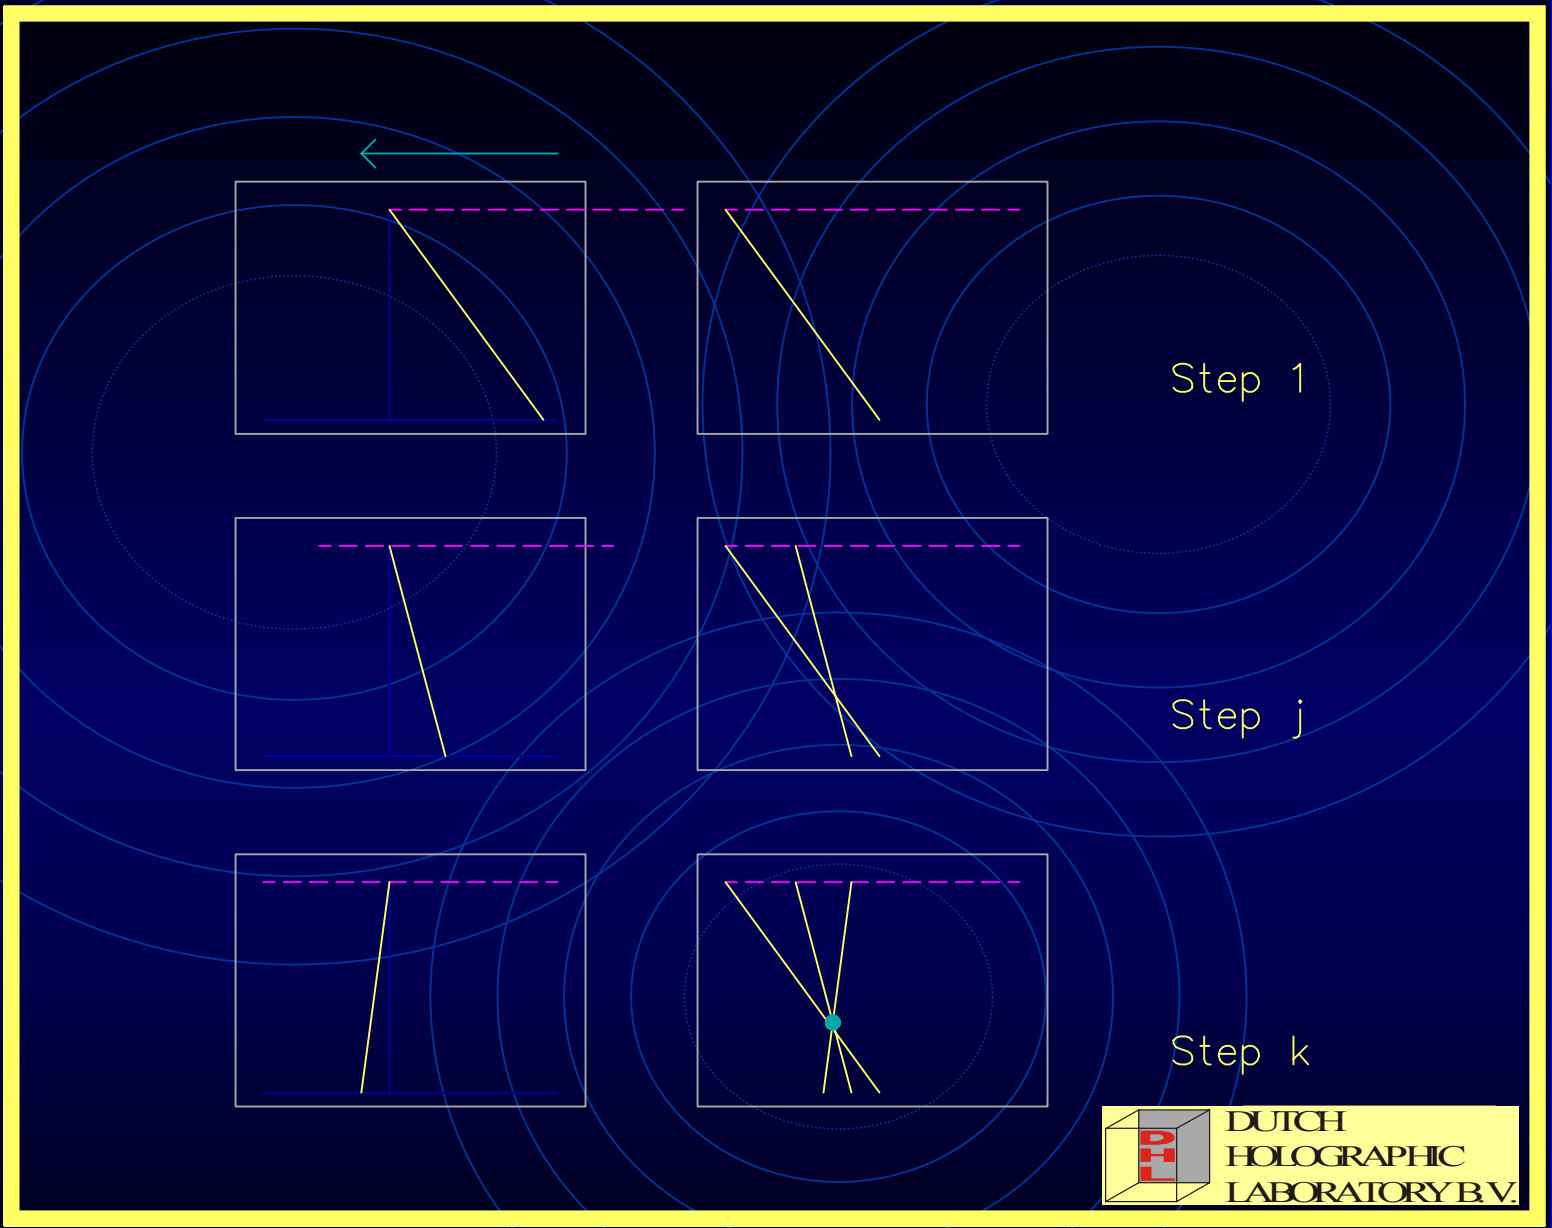 Step 1
Step j
Step k
DHL
DUTCH
HOLOGRAPHIC
LABORATORY B.V.